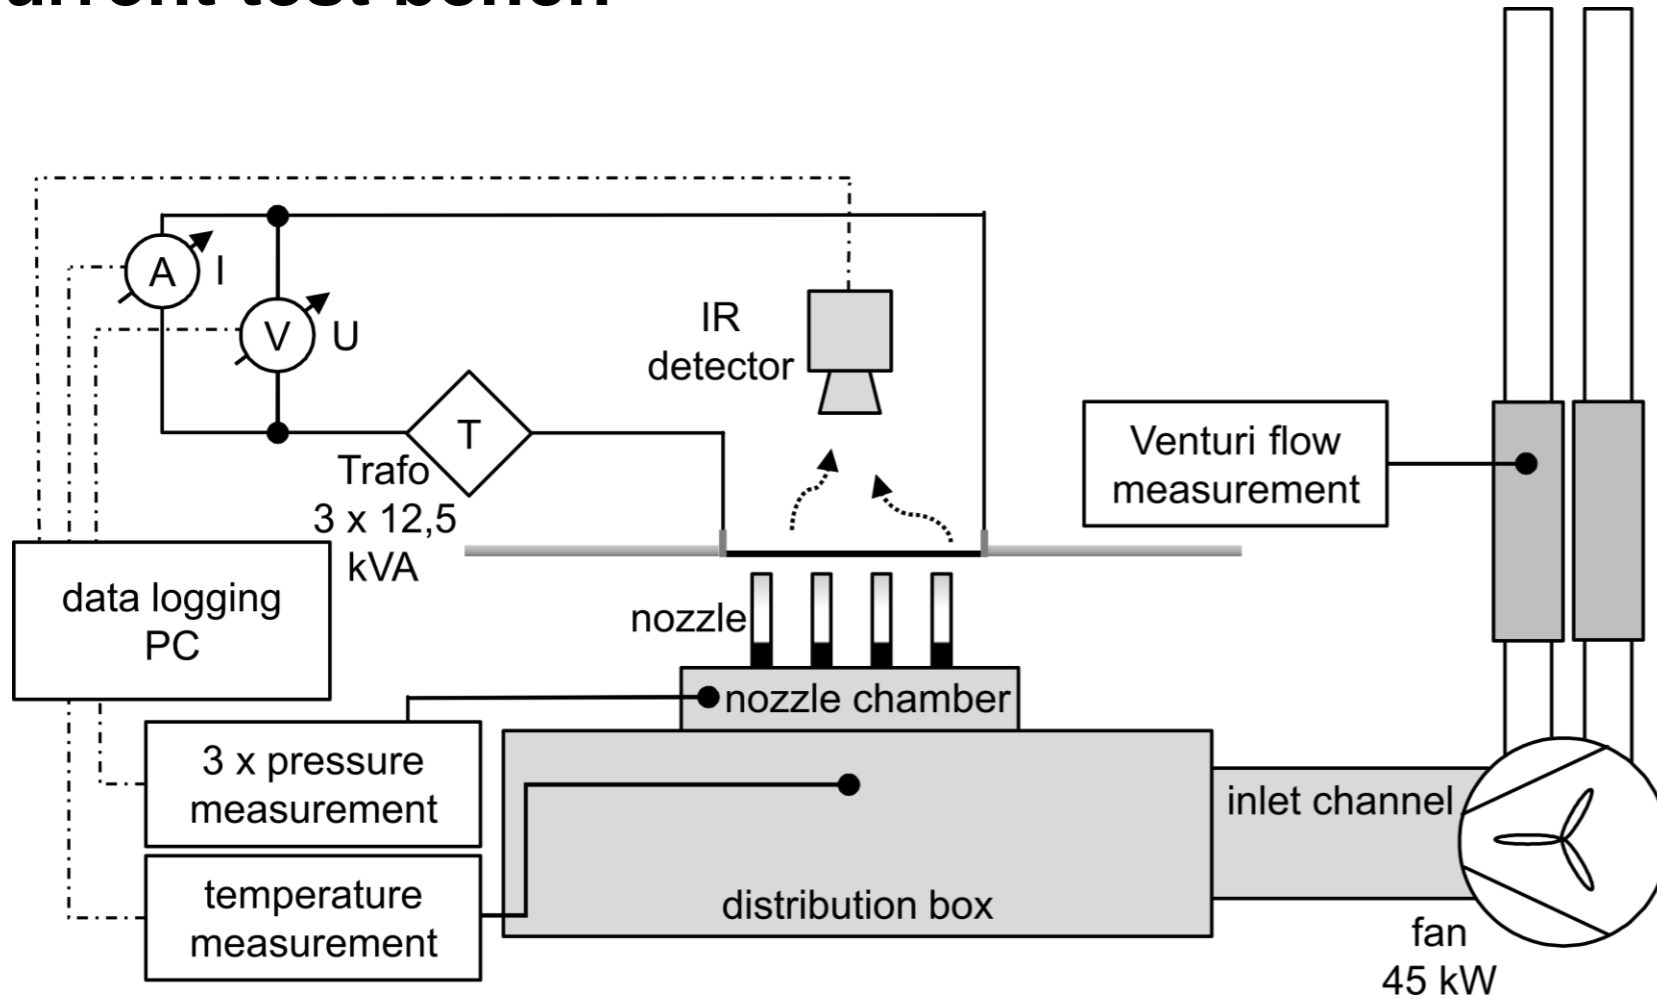 A
I
V
U
IR
detector
T
Trafo
3 x 12,5
kVA
Venturi flow
measurement
data logging
PC
nozzle
nozzle chamber
3 x pressure
measurement
inlet channel
temperature
measurement
distribution box
fan
45 kW